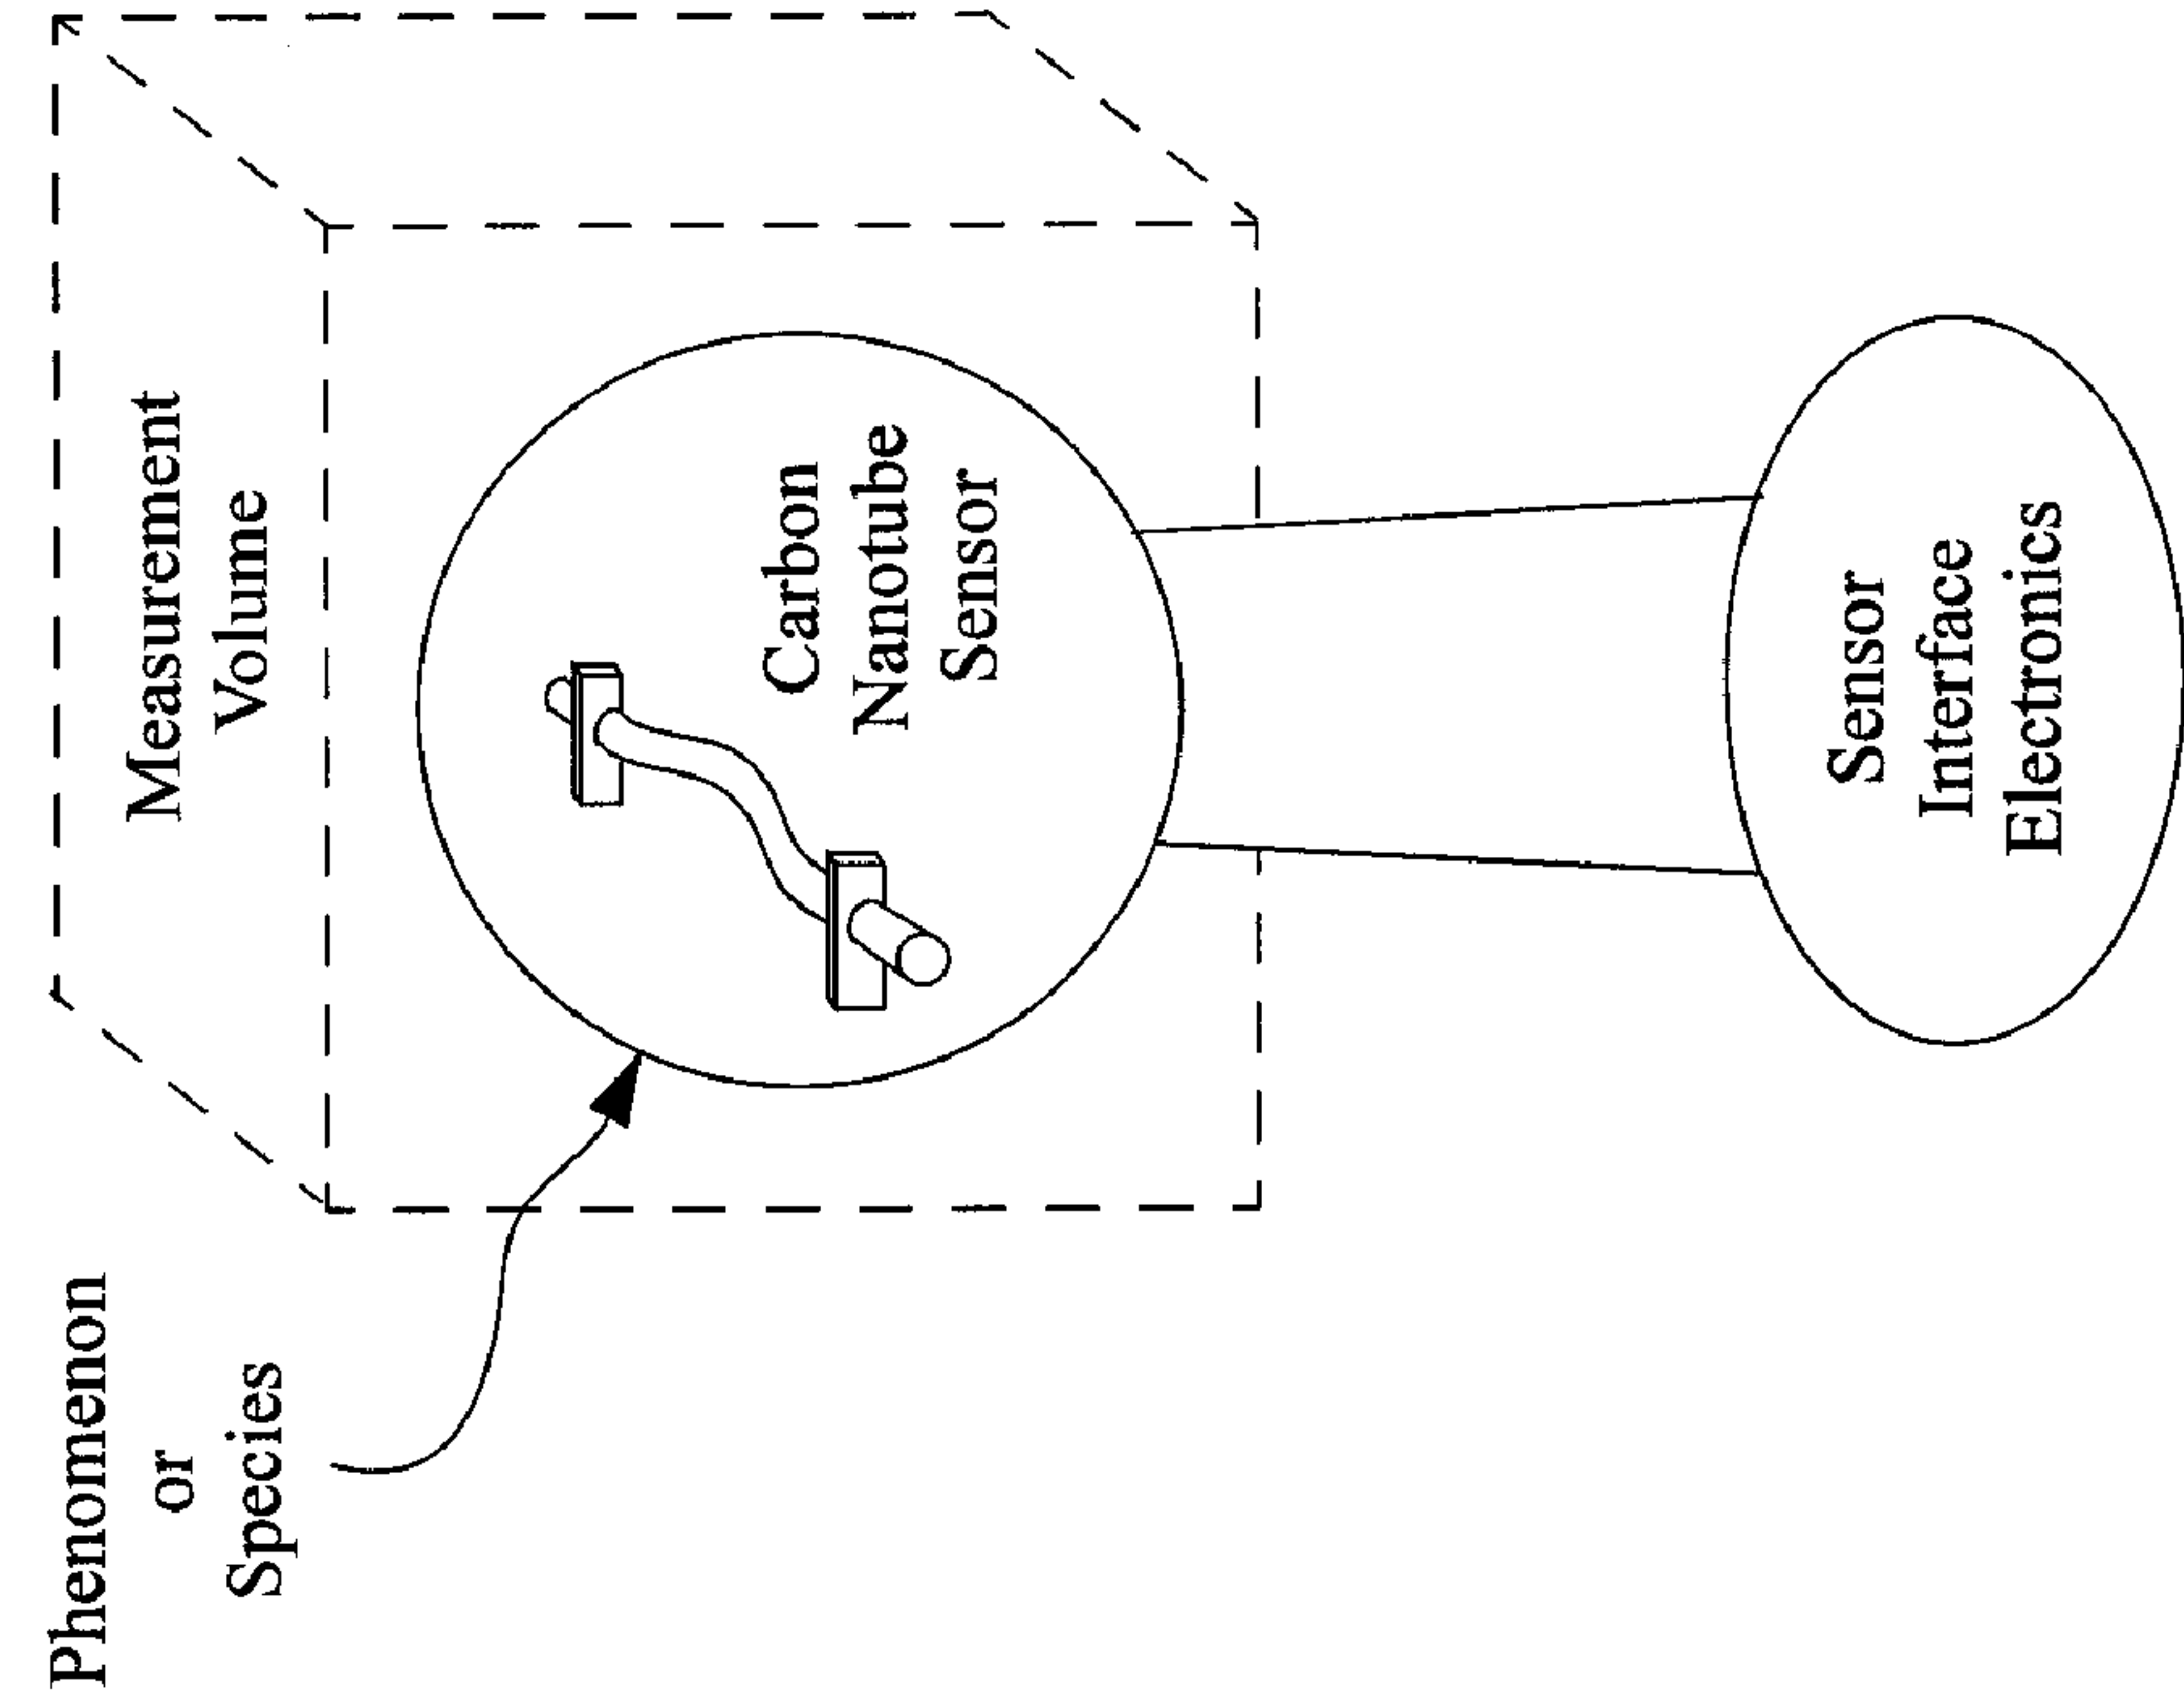 Phenomenon
or
Species
Measurement
Volume
Carbon
Nanotube
Sensor
Sensor
Interface
Electronics